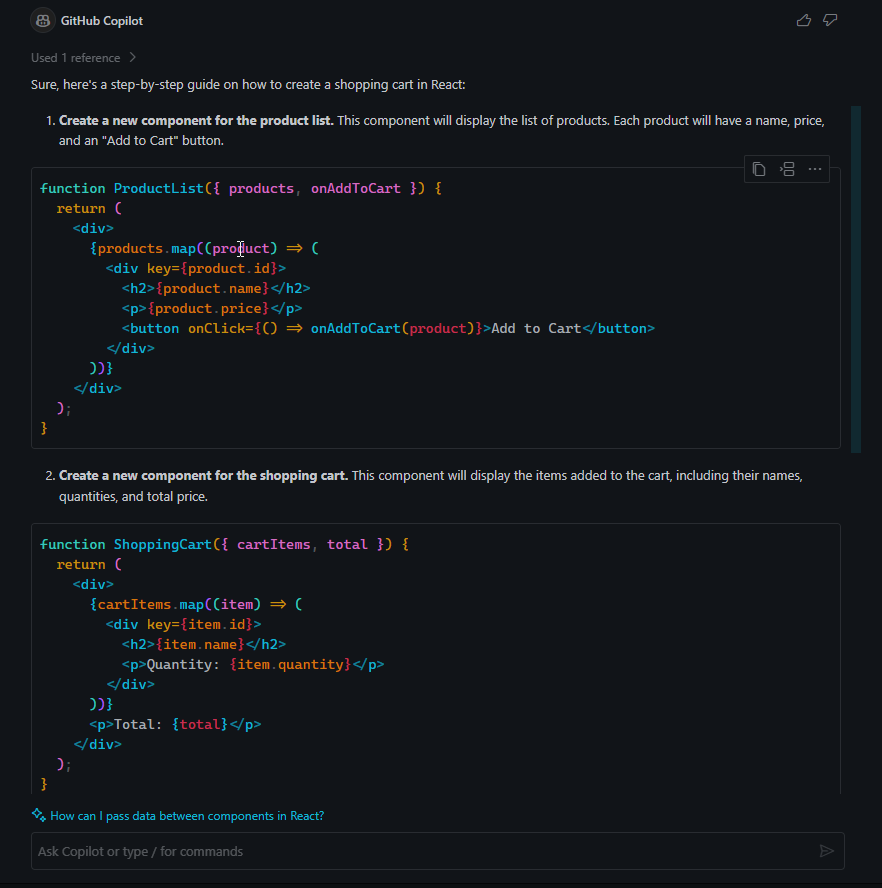 GitHub Copilot
Used 1 reference
Sure, here's a step-by-step guide on how to create a shopping cart in React:
1. Create a new component for the product list. This component will display the list of products. Each product will have a name, price,
and an "Add to Cart" button.
function ProductList({ products, onAddToCart }) {
  return (
    <div>
      {products.map((product) => (
        <div key={product.id}>
          <h2>{product.name}</h2>
          <p>{product.price}</p>
          <button onClick={() => onAddToCart(product)}>Add to Cart</button>
        </div>
      ))}
    </div>
  );
}
2. Create a new component for the shopping cart. This component will display the items added to the cart, including their names,
quantities, and total price.
function ShoppingCart({ cartItems, total }) {
  return (
    <div>
      {cartItems.map((item) => (
        <div key={item.id}>
          <h2>{item.name}</h2>
          <p>Quantity: {item.quantity}</p>
        </div>
      ))}
      <p>Total: {total}</p>
    </div>
  );
}
How can I pass data between components in React?
Ask Copilot or type / for commands